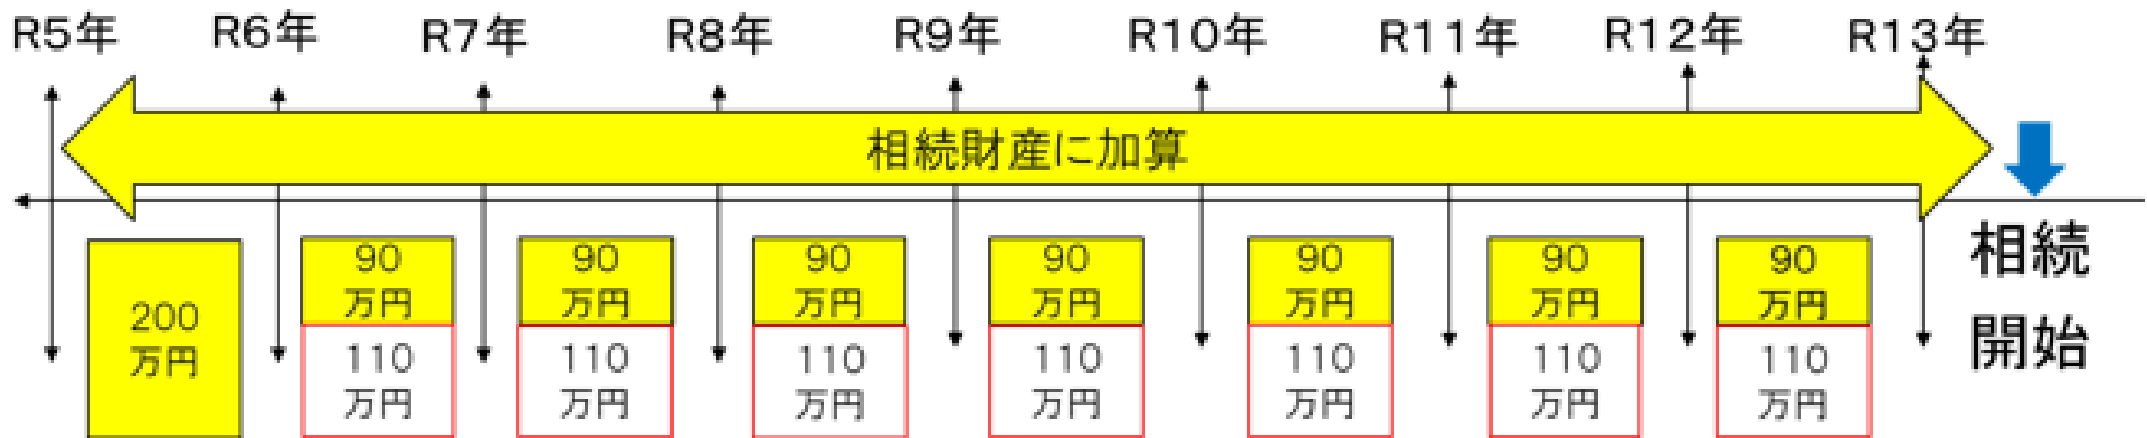 R5年 R6年 R7年 R8年 R9年 R10年 R11年 R12年 R13年
相続財産に加算
相続
開始
200
万円
90
万円
110
万円
90
万円
110
万円
90
万円
110
万円
90
万円
110
万円
90
万円
110
万円
90
万円
110
万円
90
万円
110
万円